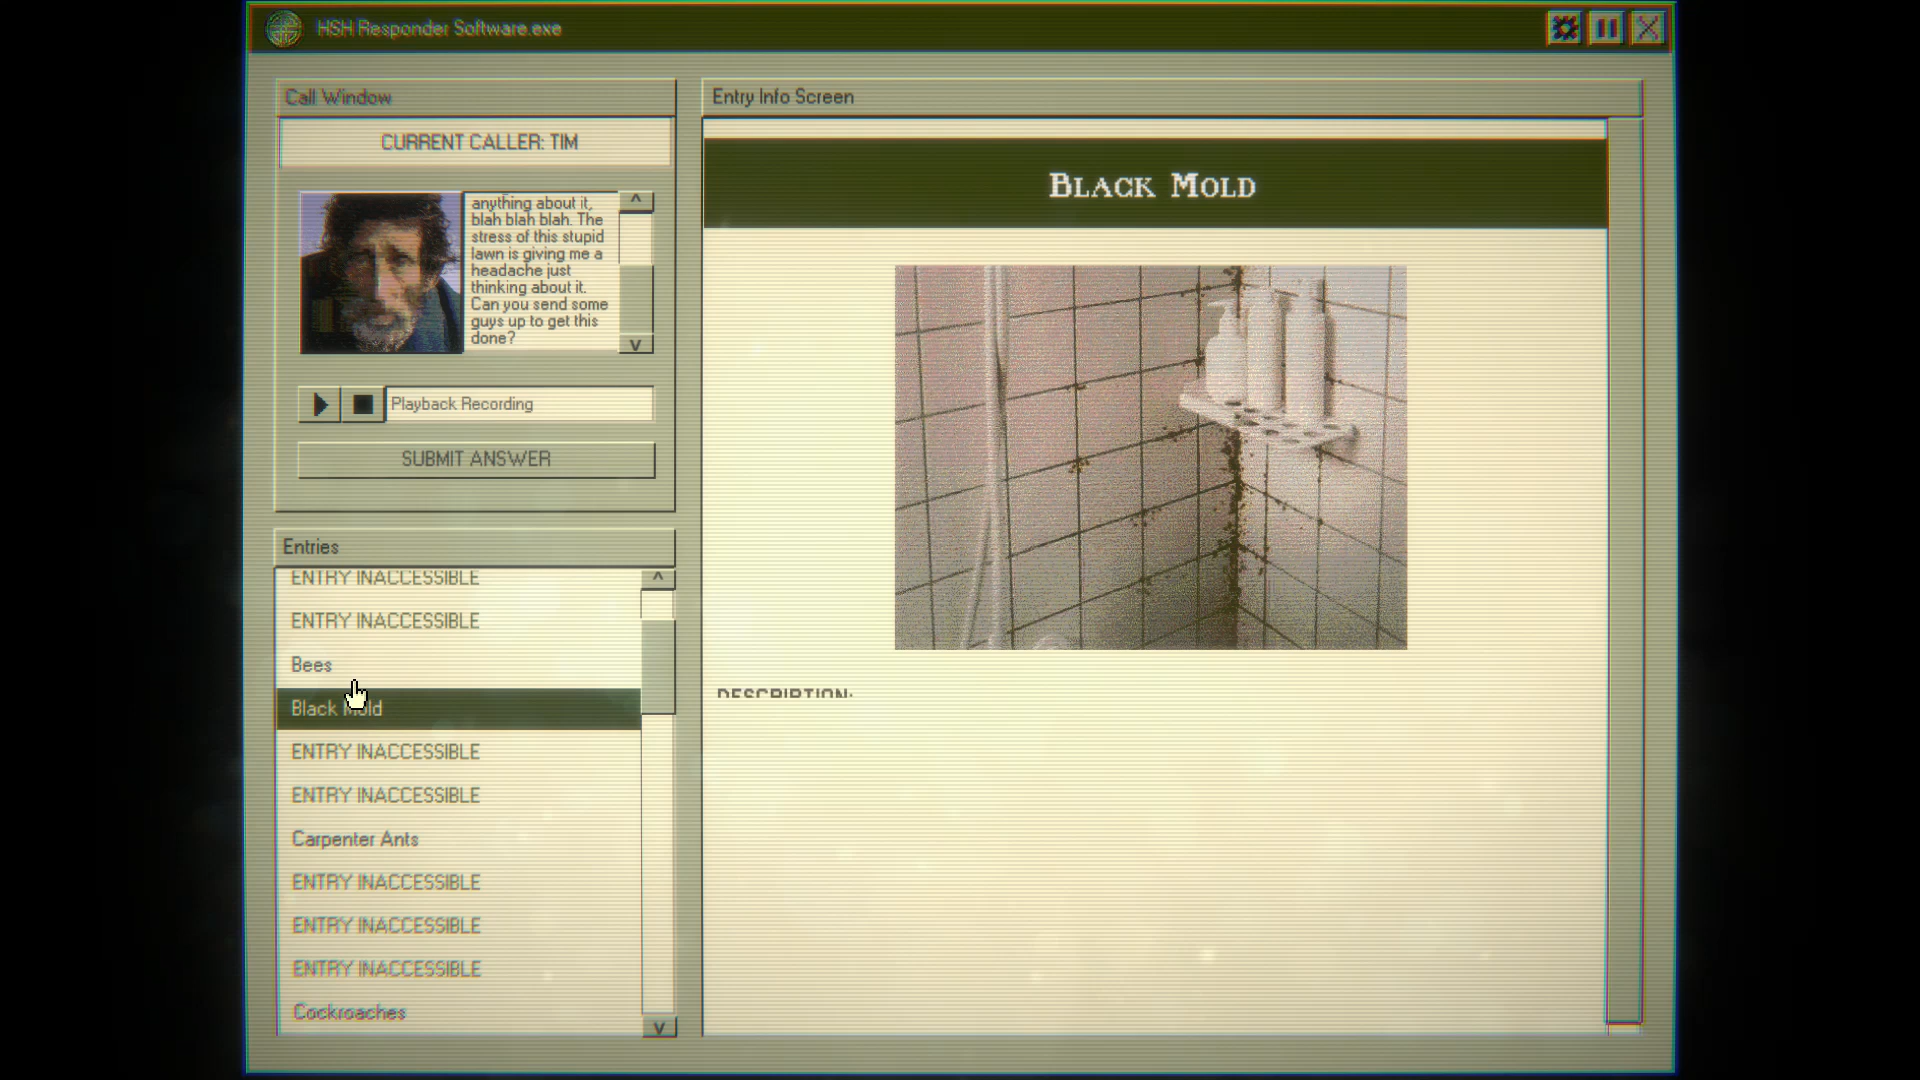 HSH Responder Software.exe
Call Window
CURRENT CALLER: TIM
anything about it,
blah blah blah. The
stress of this stupid
lawn is giving me a
headache just
thinking about it.
Can you send some
guys up to get this
done?
Playback Recording
SUBMIT ANSWER
Entries
ENTRY INACCESSIBLE
ENTRY INACCESSIBLE
Bees
Black Mold
ENTRY INACCESSIBLE
ENTRY INACCESSIBLE
Carpenter Ants
ENTRY INACCESSIBLE
ENTRY INACCESSIBLE
ENTRY INACCESSIBLE
Cockroaches
Entry Info Screen
BLACK MOLD
DESCRIPTION: